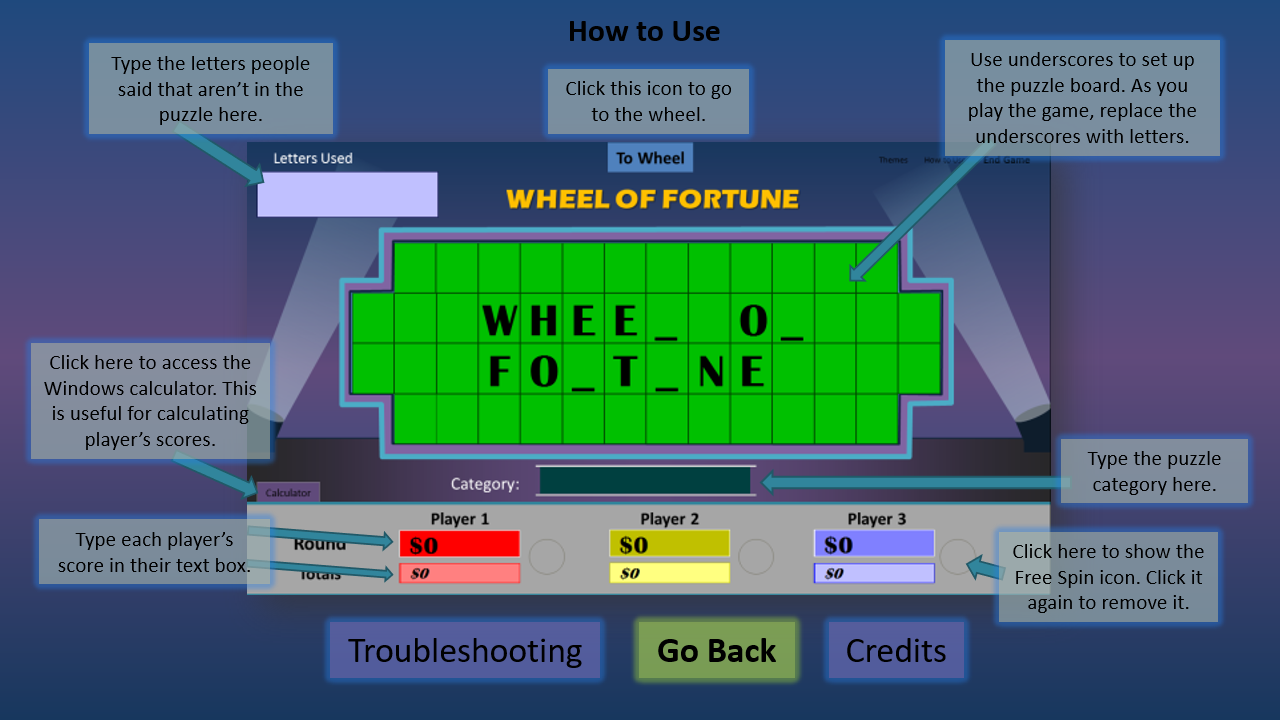 How to Use
Type the letters people
said that aren't in the
puzzle here.
Click this icon to go
to the wheel.
Use underscores to set up
the puzzle board. As you
play the game, replace the
underscores with letters.
Letters Used
To Wheel
Themes
How to Use
End Game
WHEEL OF FORTUNE
WHEE_ O_
FO_T_NE
Click here to access the
Windows calculator. This
is useful for calculating
player's scores.
Type the puzzle
category here.
Calculator
Category:
Type each player's
score in their text box.
Player 1
Player 2
Player 3
Round
$0
$0
$0
Totals
$0
$0
$0
Click here to show the
Free Spin icon. Click it
again to remove it.
Troubleshooting
Go Back
Credits